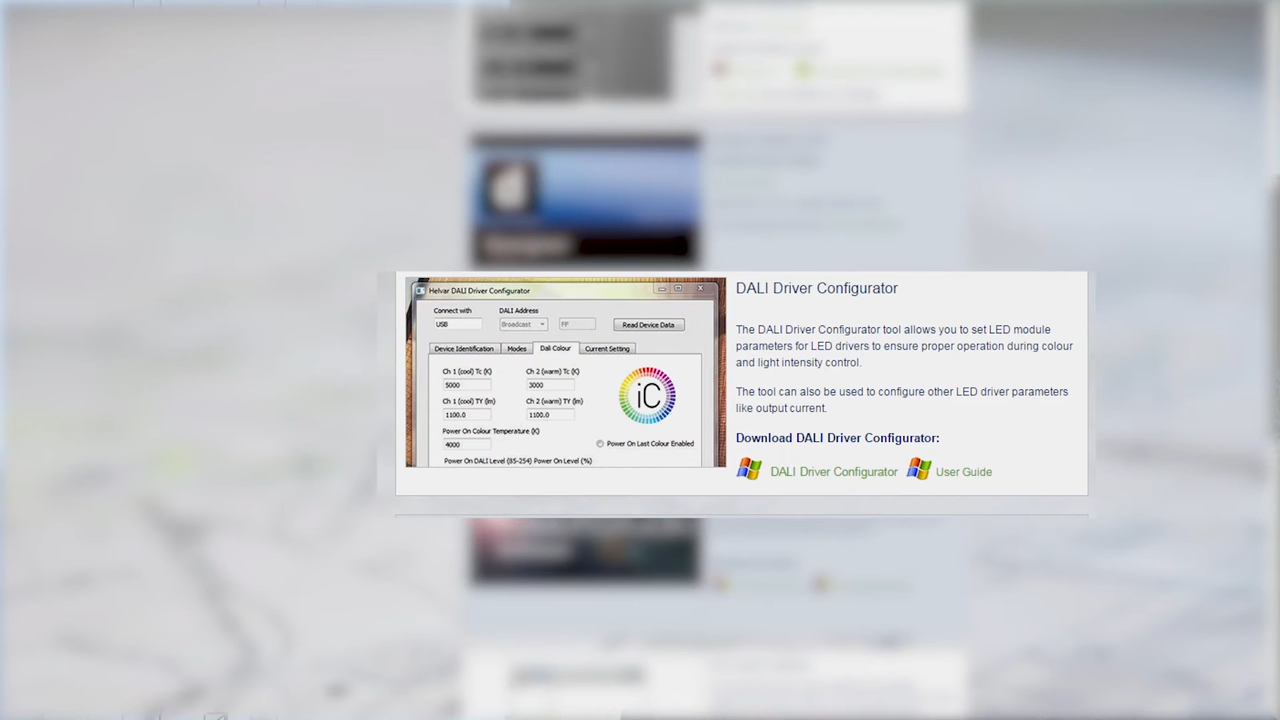 Helvar DALI Driver Configurator
Connect with
DALI Address
USB
Broadcast
FF
Read Device Data
Device Identification
Modes
Dali Colour
Current Setting
Ch 1 (cool) Tc (K)
Ch 2 (warm) Tc (K)
5000
3000
Ch 1 (cool) TY (lm)
Ch 2 (warm) TY (lm)
1100.0
1100.0
iC
Power On Colour Temperature (K)
4000
Power On Last Colour Enabled
Power On DALI Level (85-254) Power On Level (%)
DALI Driver Configurator
The DALI Driver Configurator tool allows you to set LED module
parameters for LED drivers to ensure proper operation during colour
and light intensity control.
The tool can also be used to configure other LED driver parameters
like output current.
Download DALI Driver Configurator:
DALI Driver Configurator
User Guide